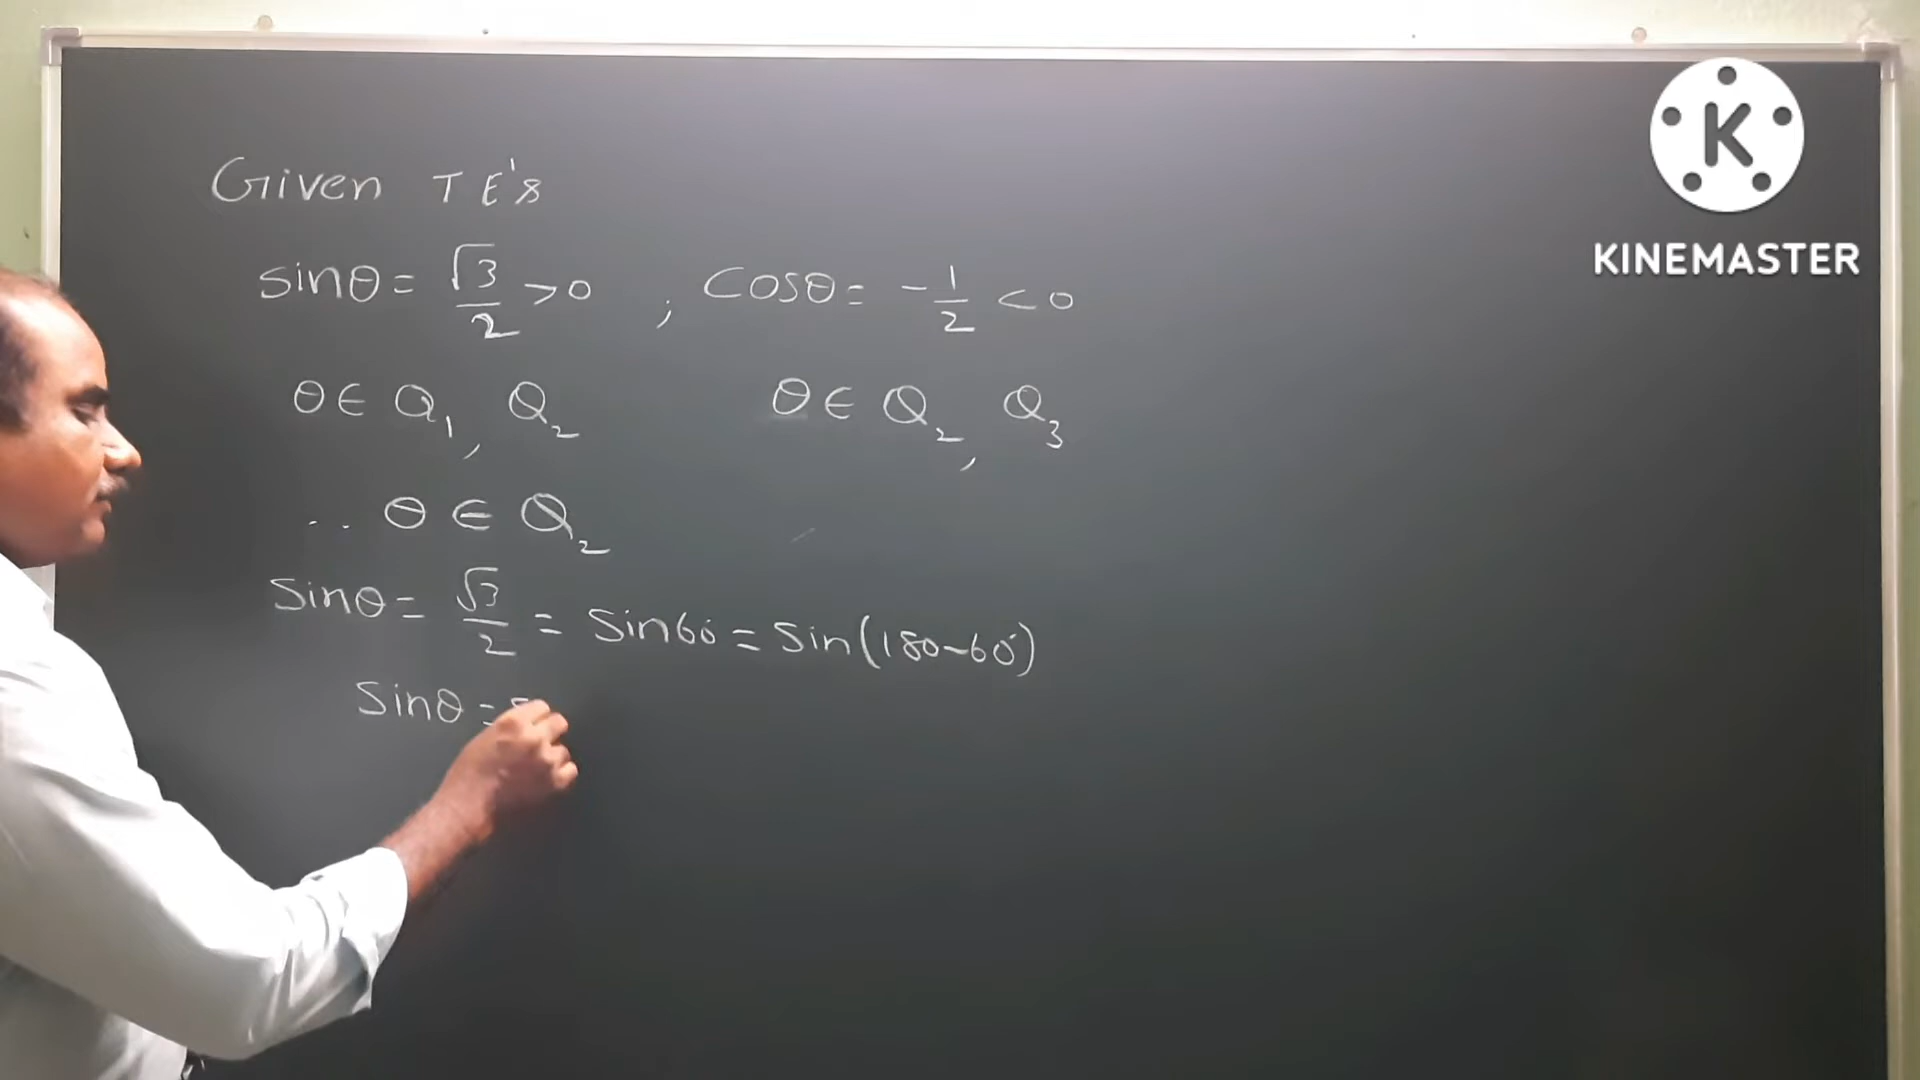 Given TE's
sinθ = √3/2 > 0 , cosθ = -1/2 < 0
θ ∈ Q₁, Q₂ θ ∈ Q₂, Q₃
∴ θ ∈ Q₂
Sinθ = √3/2 = Sin60° = Sin(180-60°)
Sinθ =
K
KINEMASTER